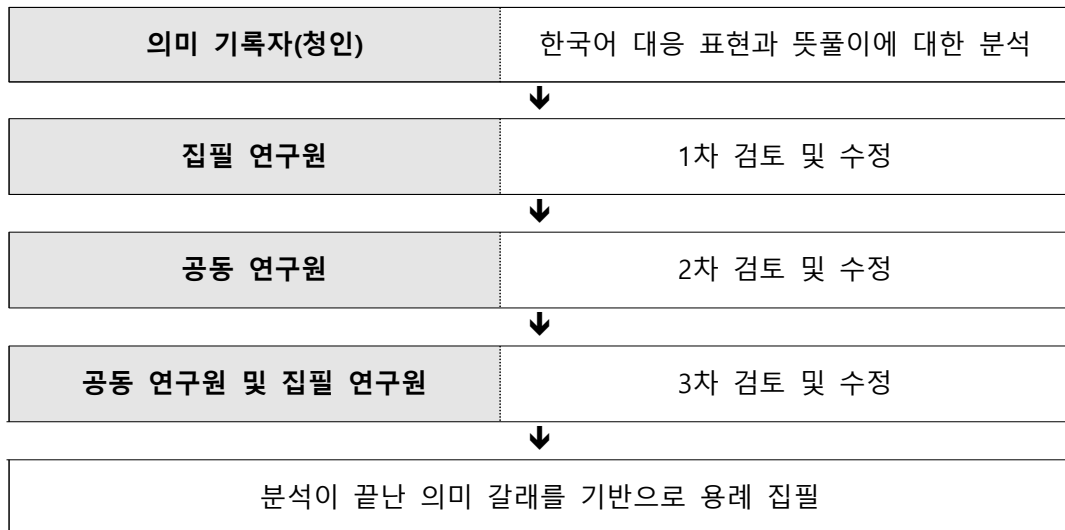 의미 기록자(청인) 한국어 대응 표현과 뜻풀이에 대한 분석
🡻
집필 연구원 1차 검토 및 수정
🡻
공동 연구원 2차 검토 및 수정
🡻
공동 연구원 및 집필 연구원 3차 검토 및 수정
🡻
분석이 끝난 의미 갈래를 기반으로 용례 집필